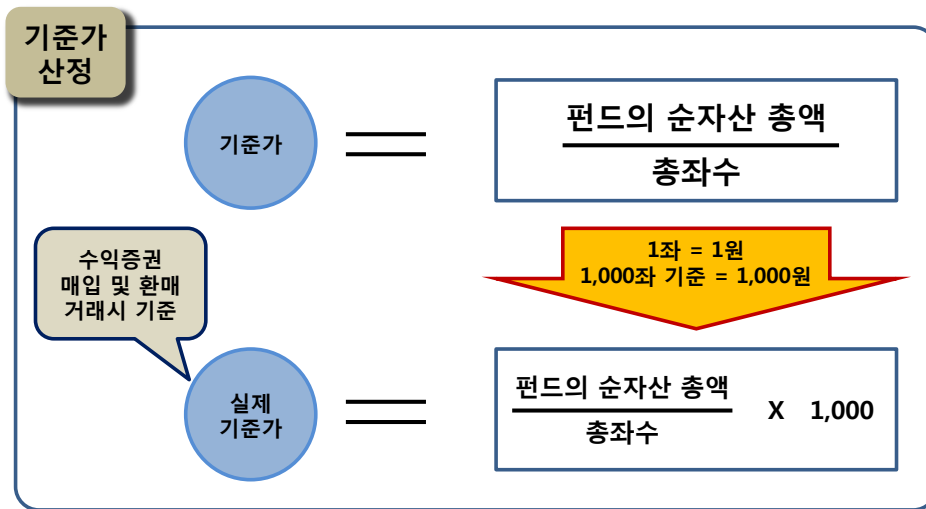 기준가
산정
기준가
펀드의 순자산 총액
총좌수
1좌 = 1원
1,000좌 기준 = 1,000원
수익증권
매입 및 환매
거래시 기준
실제
기준가
펀드의 순자산 총액
총좌수
X 1,000